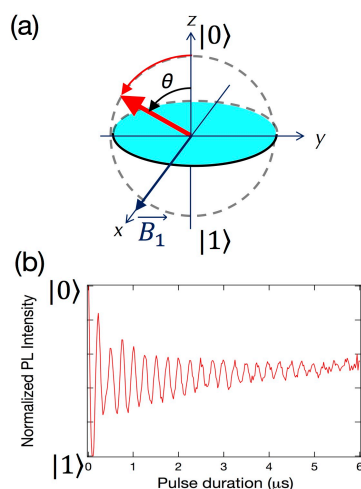 (a)
z
|0⟩
θ
y
x
B₁
|1⟩
(b)
|0⟩
Normalized PL Intensity
|1⟩
0 1 2 3 4 5 6
Pulse duration (μs)